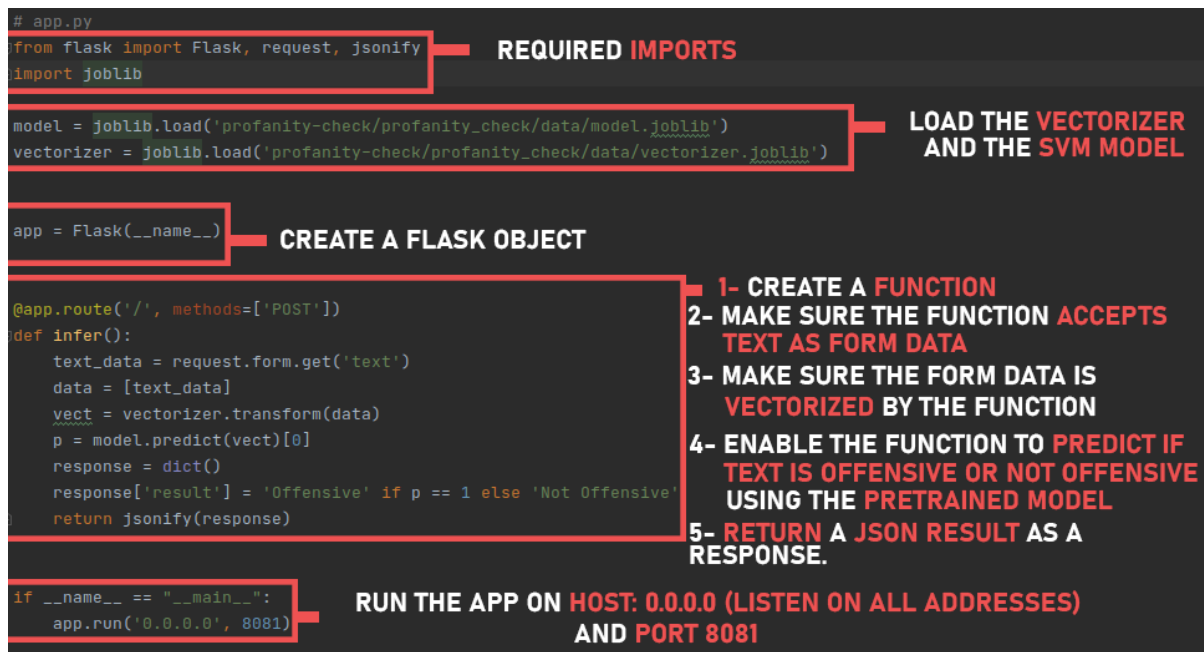 # app.py
from flask import Flask, request, jsonify
import joblib
REQUIRED IMPORTS
model = joblib.load('profanity-check/profanity_check/data/model.joblib')
vectorizer = joblib.load('profanity-check/profanity_check/data/vectorizer.joblib')
LOAD THE VECTORIZER
AND THE SVM MODEL
app = Flask(__name__)
CREATE A FLASK OBJECT
@app.route('/', methods=['POST'])
def infer():
    text_data = request.form.get('text')
    data = [text_data]
    vect = vectorizer.transform(data)
    p = model.predict(vect)[0]
    response = dict()
    response['result'] = 'Offensive' if p == 1 else 'Not Offensive'
    return jsonify(response)
1- CREATE A FUNCTION
2- MAKE SURE THE FUNCTION ACCEPTS
TEXT AS FORM DATA
3- MAKE SURE THE FORM DATA IS
VECTORIZED BY THE FUNCTION
4- ENABLE THE FUNCTION TO PREDICT IF
TEXT IS OFFENSIVE OR NOT OFFENSIVE
USING THE PRETRAINED MODEL
5- RETURN A JSON RESULT AS A
RESPONSE.
if __name__ == "__main__":
    app.run('0.0.0.0', 8081)
RUN THE APP ON HOST: 0.0.0.0 (LISTEN ON ALL ADDRESSES)
AND PORT 8081